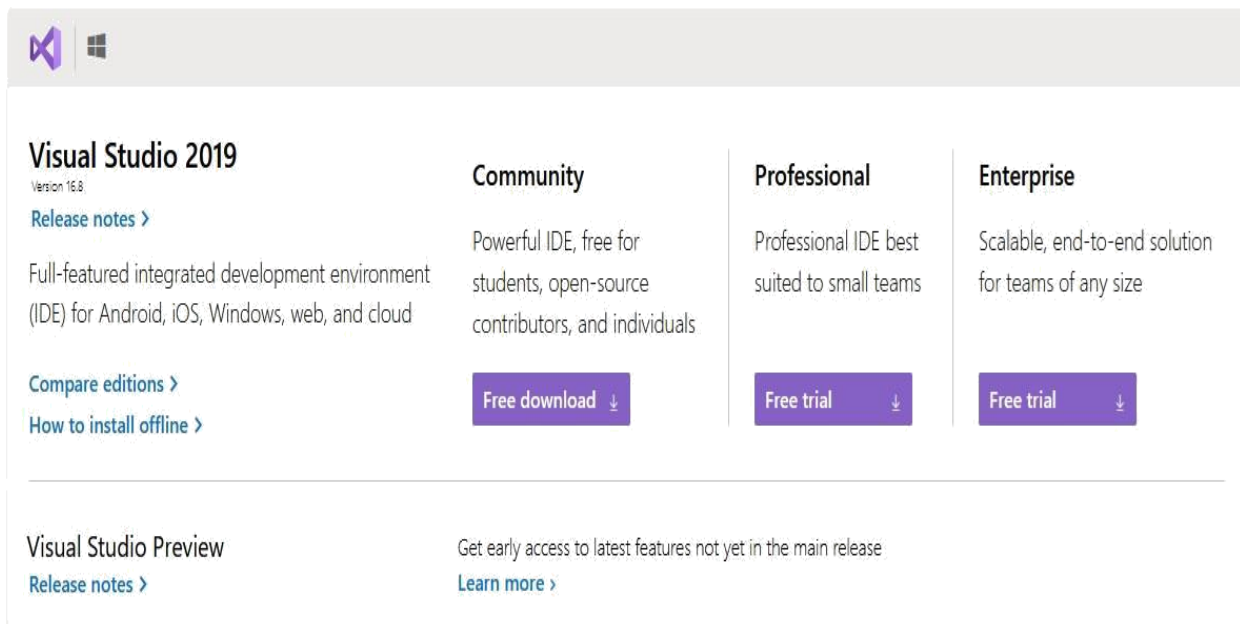 Visual Studio 2019
Version 16.8
Release notes >
Full-featured integrated development environment
(IDE) for Android, iOS, Windows, web, and cloud
Compare editions >
How to install offline >
Community
Powerful IDE, free for
students, open-source
contributors, and individuals
Free download
Professional
Professional IDE best
suited to small teams
Free trial
Enterprise
Scalable, end-to-end solution
for teams of any size
Free trial
Visual Studio Preview
Release notes >
Get early access to latest features not yet in the main release
Learn more >